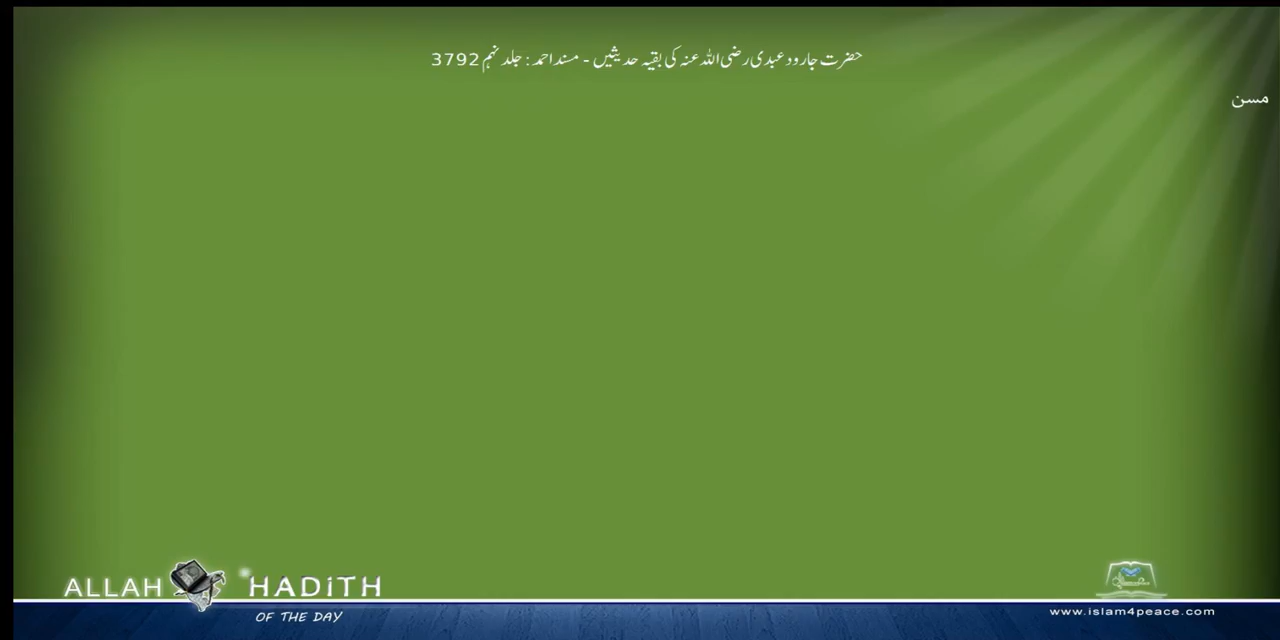 حضرت جارود عبدی رضی اللہ عنہ کی بقیہ حدیثیں - مسند احمد : جلد نہم 3792
مسن
ALLAH HADITH
OF THE DAY
www.islam4peace.com